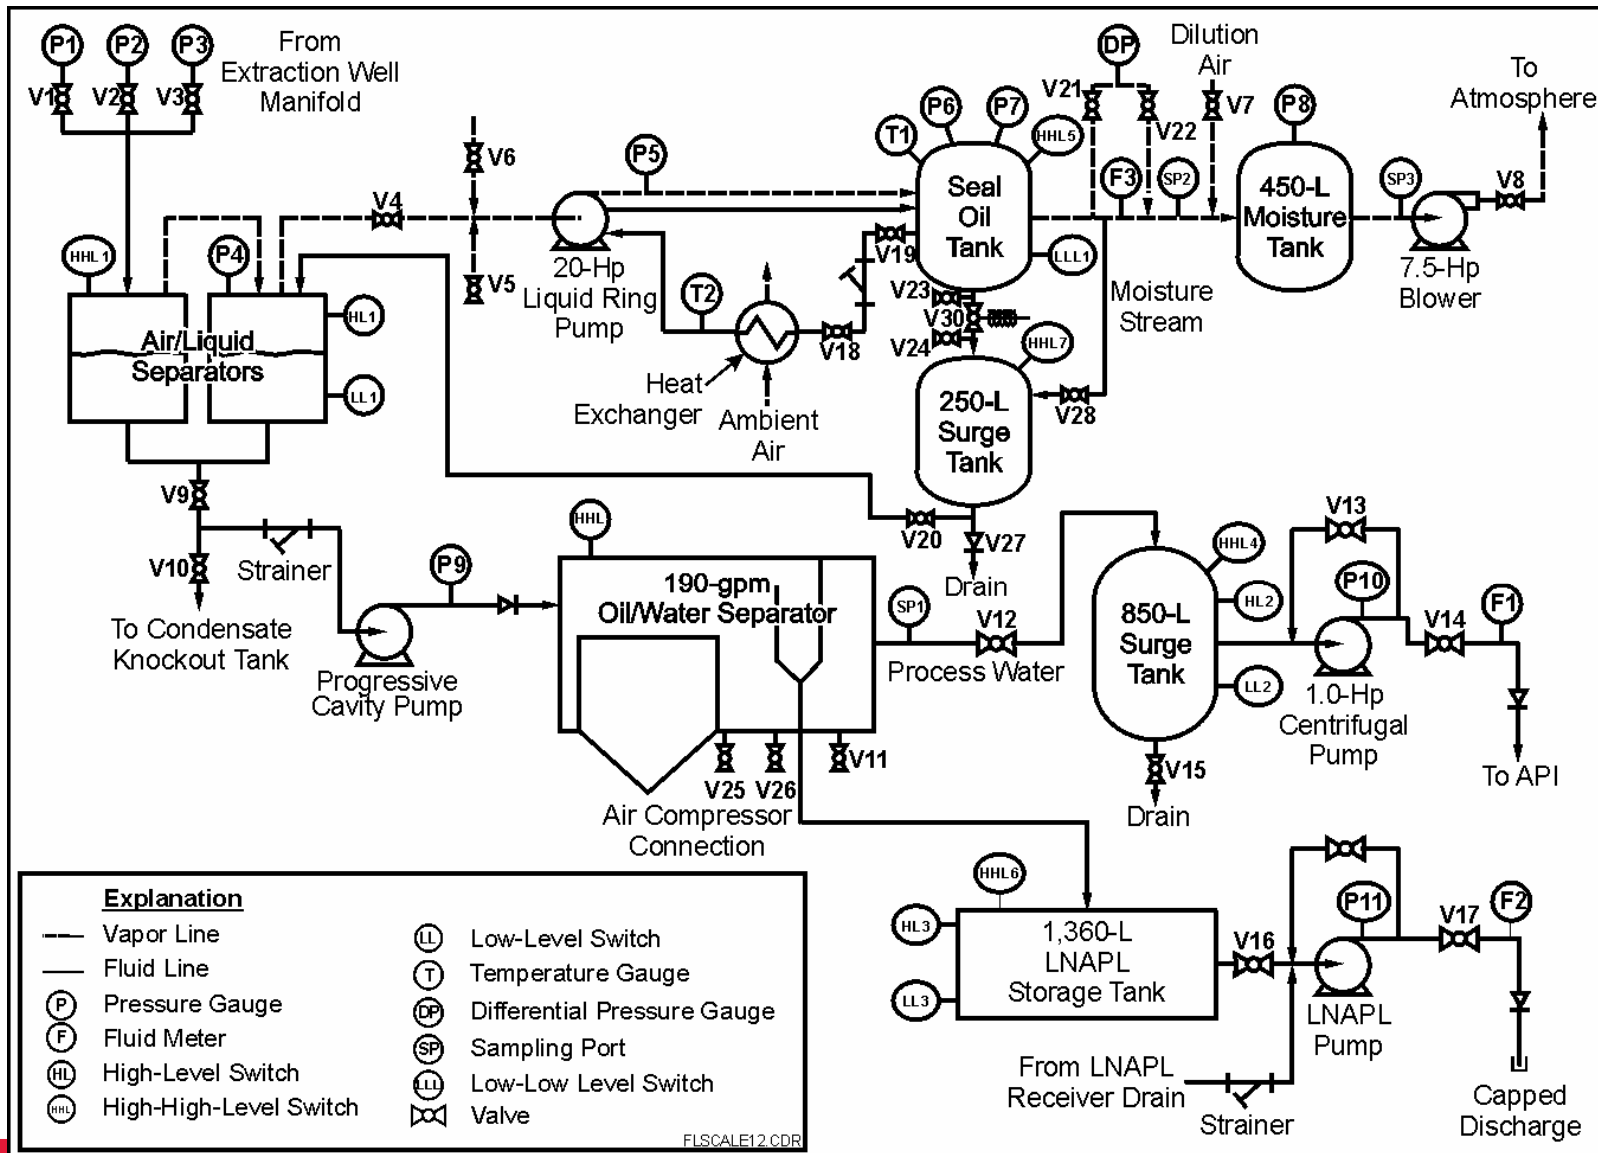 P1
P2
P3
From
Extraction Well
Manifold
V1
V2
V3
V6
V4
V5
P5
20-Hp
Liquid Ring
Pump
HHL1
P4
HL1
LL1
Air/Liquid
Separators
T2
Heat
Exchanger
Ambient
Air
V18
V19
T1
P6
P7
HHL5
Seal
Oil
Tank
LLL1
V23
V30
V24
HHL7
250-L
Surge
Tank
V28
Moisture
Stream
DP
V21
V22
F3
SP2
Dilution
Air
V7
P8
450-L
Moisture
Tank
SP3
V8
To
Atmosphere
7.5-Hp
Blower
V9
V10
Strainer
To Condensate
Knockout Tank
P9
Progressive
Cavity Pump
HHL
190-gpm
Oil/Water Separator
V25
V26
V11
Air Compressor
Connection
V20
V27
Drain
SP1
V12
Process Water
HHL4
HL2
LL2
850-L
Surge
Tank
V15
Drain
V13
P10
V14
F1
1.0-Hp
Centrifugal
Pump
To API
HHL6
HL3
LL3
1,360-L
LNAPL
Storage Tank
V16
P11
V17
F2
LNAPL
Pump
From LNAPL
Receiver Drain
Strainer
Capped
Discharge
Explanation
Vapor Line
Fluid Line
P Pressure Gauge
F Fluid Meter
HL High-Level Switch
HHL High-High-Level Switch
LL Low-Level Switch
T Temperature Gauge
DP Differential Pressure Gauge
SP Sampling Port
LLL Low-Low Level Switch
Valve
FLSCALE12.CDR